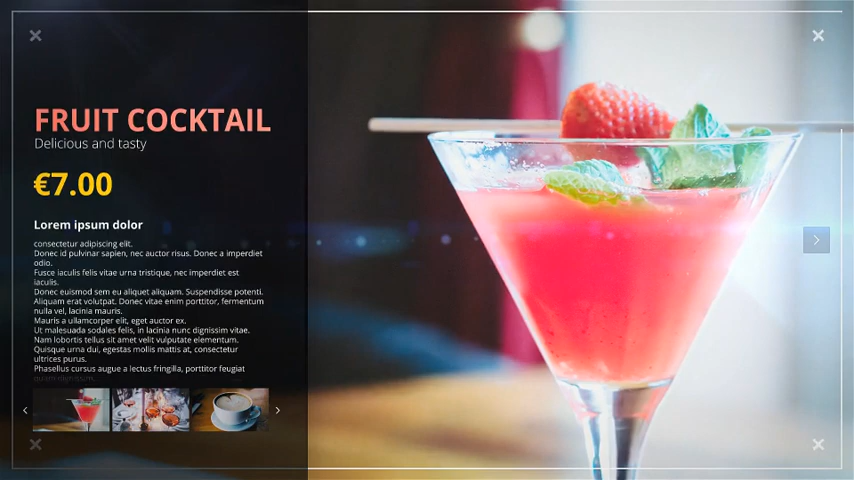 FRUIT COCKTAIL
Delicious and tasty
€7.00
Lorem ipsum dolor
consectetur adipiscing elit.
Donec id pulvinar sapien, nec auctor risus. Donec a imperdiet
odio.
Fusce iaculis felis vitae urna tristique, nec imperdiet est
iaculis.
Donec euismod sem eu aliquet aliquam. Suspendisse potenti.
Aliquam erat volutpat. Donec vitae enim porttitor, fermentum
nulla vel, lacinia mauris.
Mauris a ullamcorper elit, eget auctor ex.
Ut malesuada sodales felis, in lacinia nunc dignissim vitae.
Nam lobortis tellus sit amet velit vulputate elementum.
Quisque urna dui, egestas mollis mattis at, consectetur
ultrices purus.
Phasellus cursus augue a lectus fringilla, porttitor feugiat